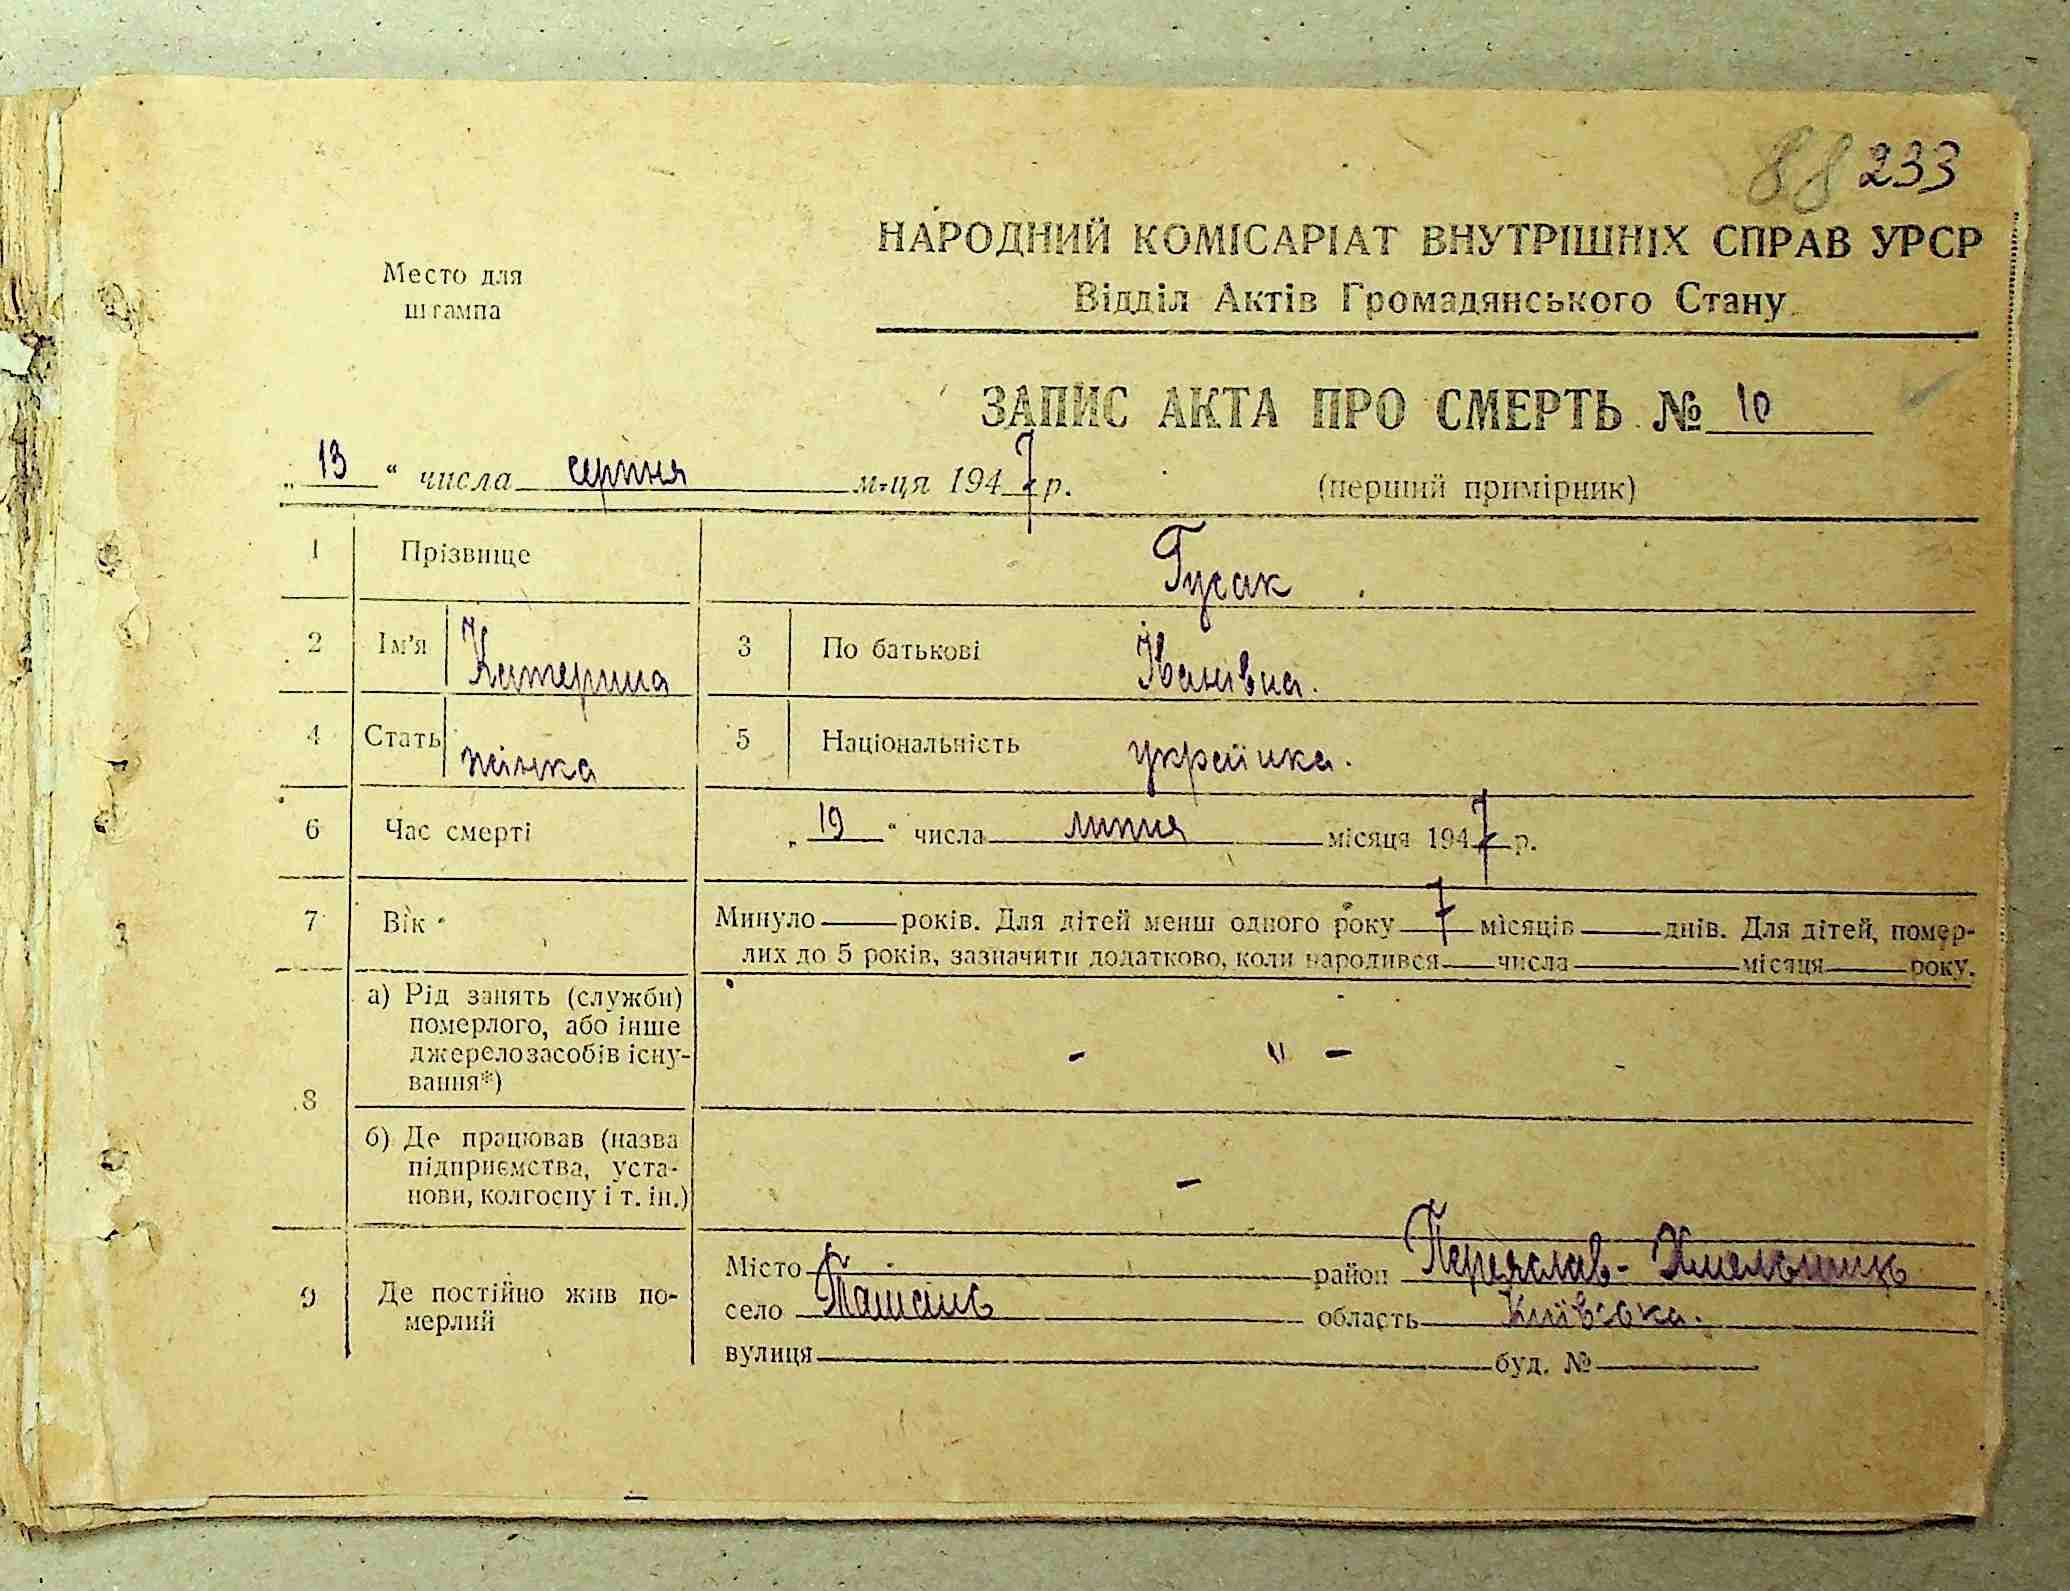 88 233
НАРОДНИЙ КОМІСАРІАТ ВНУТРІШНІХ СПРАВ УРСР
Відділ Актів Громадянського Стану
Место для
штампа
ЗАПИС АКТА ПРО СМЕРТЬ № 10
„13“ числа серпня м-ця 1947 р. (перший примірник)
1 Прізвище Гусак
2 Ім'я Катерина 3 По батькові Іванівна.
4 Стать жінка 5 Національність украінка.
6 Час смерті „19“ числа липня місяця 1947 р.
7 Вік Минуло — років. Для дітей менш одного року 7 місяців — днів. Для дітей, помер-
лих до 5 років, зазначити додатково, коли народився — числа — місяця — року.
8 а) Рід занять (служби)
померлого, або інше
джерело засобів існу-
вання*) - " -
б) Де працював (назва
підприємства, уста-
нови, колгоспу і т. ін.) -
9 Де постійно жив по-
мерлий
Місто район Переяслав-Хмельницьк
село Ташань область Київська.
вулиця буд. №